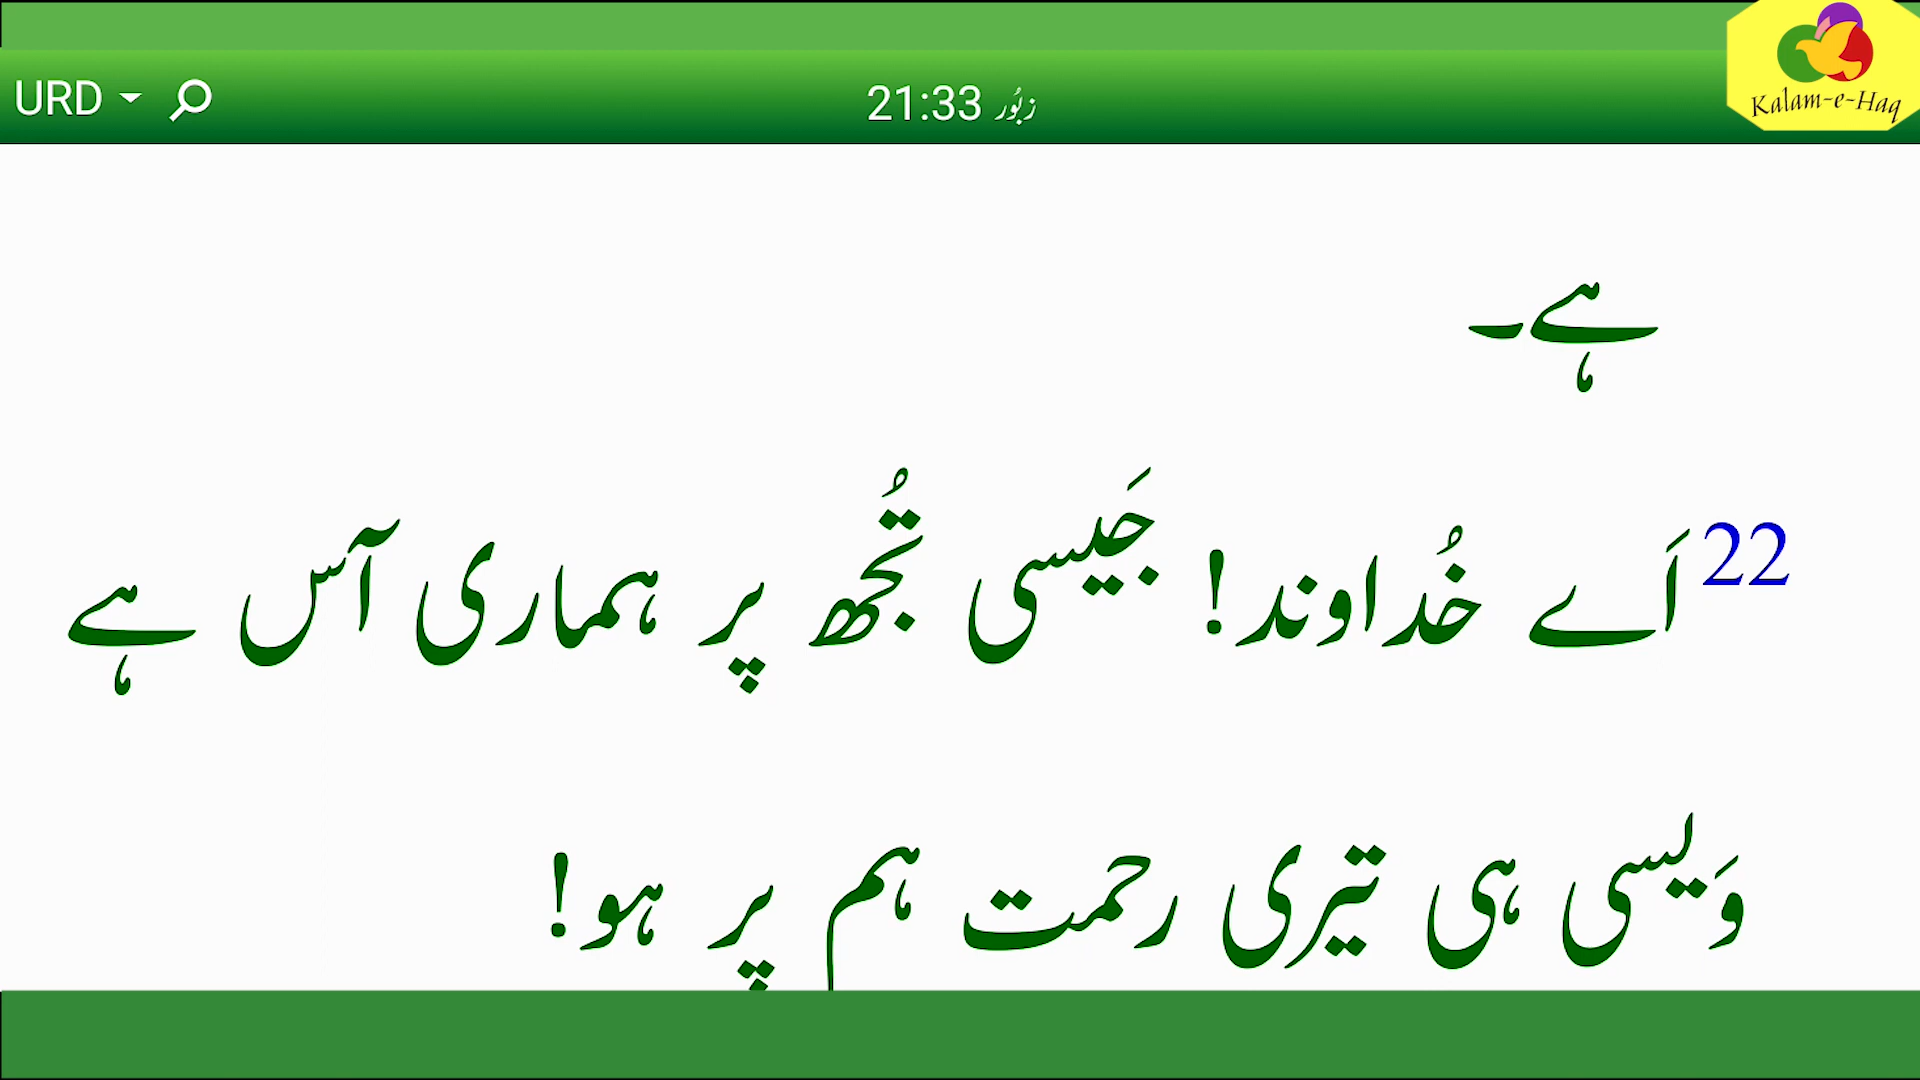 URD
زبُور 21:33
Kalam-e-Haq
ہے۔
22 اَے خُداوند! جَیسی تُجھ پر ہماری آس ہے
وَیسی ہی تیری رحمت ہم پر ہو!